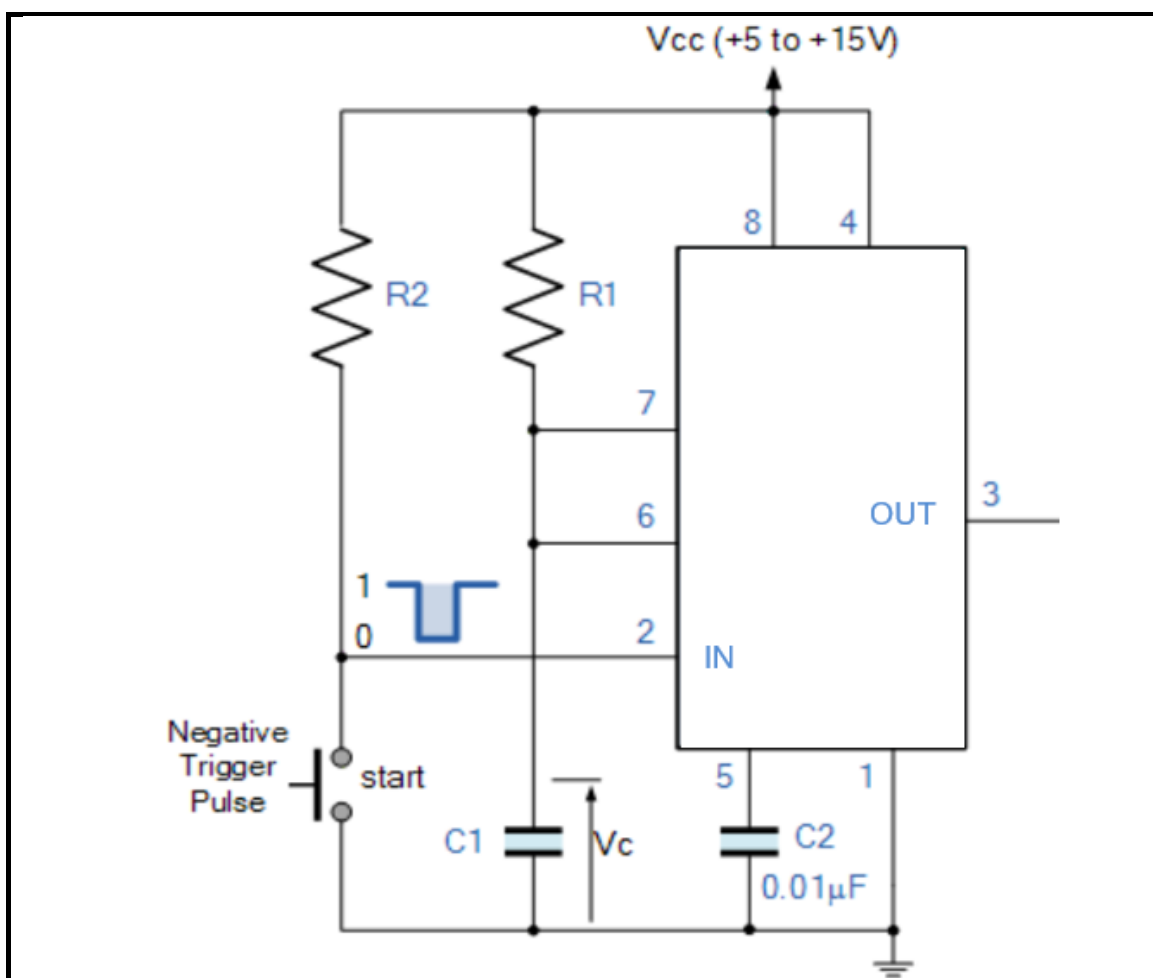 Vcc (+5 to +15V)
8
4
R2
R1
7
6
OUT
3
1
0
2
IN
Negative
Trigger
Pulse
start
5
1
C1
Vc
C2
0.01µF